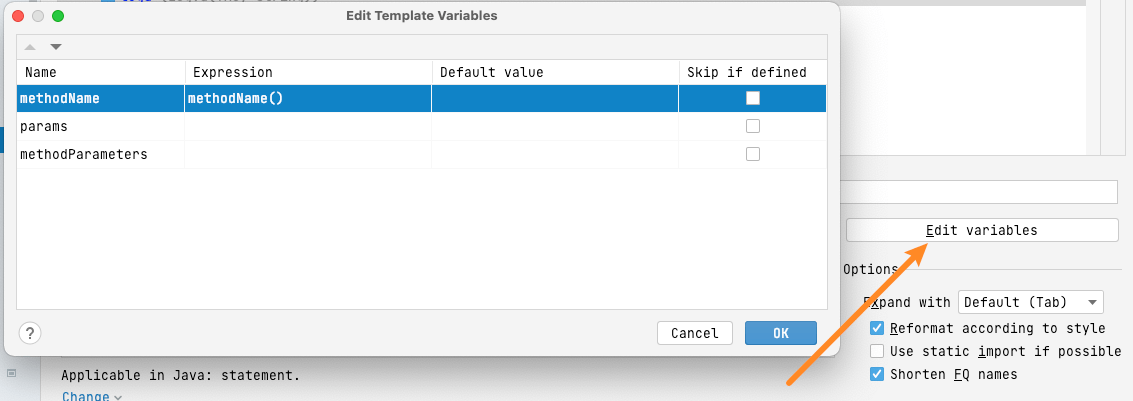 Edit Template Variables
Name Expression Default value Skip if defined
methodName methodName()
params
methodParameters
Edit variables
Options
Expand with Default (Tab)
? Cancel OK
Reformat according to style
Use static import if possible
Shorten FQ names
Applicable in Java: statement.
Change